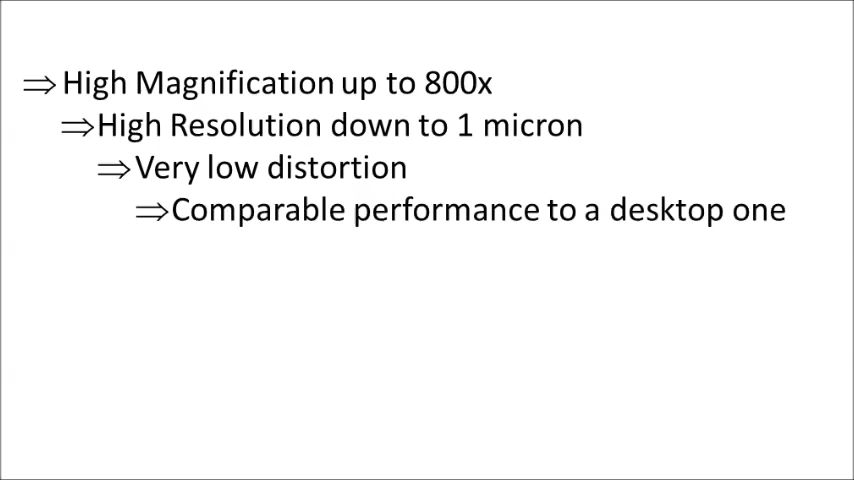 ⇒ High Magnification up to 800x
⇒High Resolution down to 1 micron
⇒Very low distortion
⇒Comparable performance to a desktop one